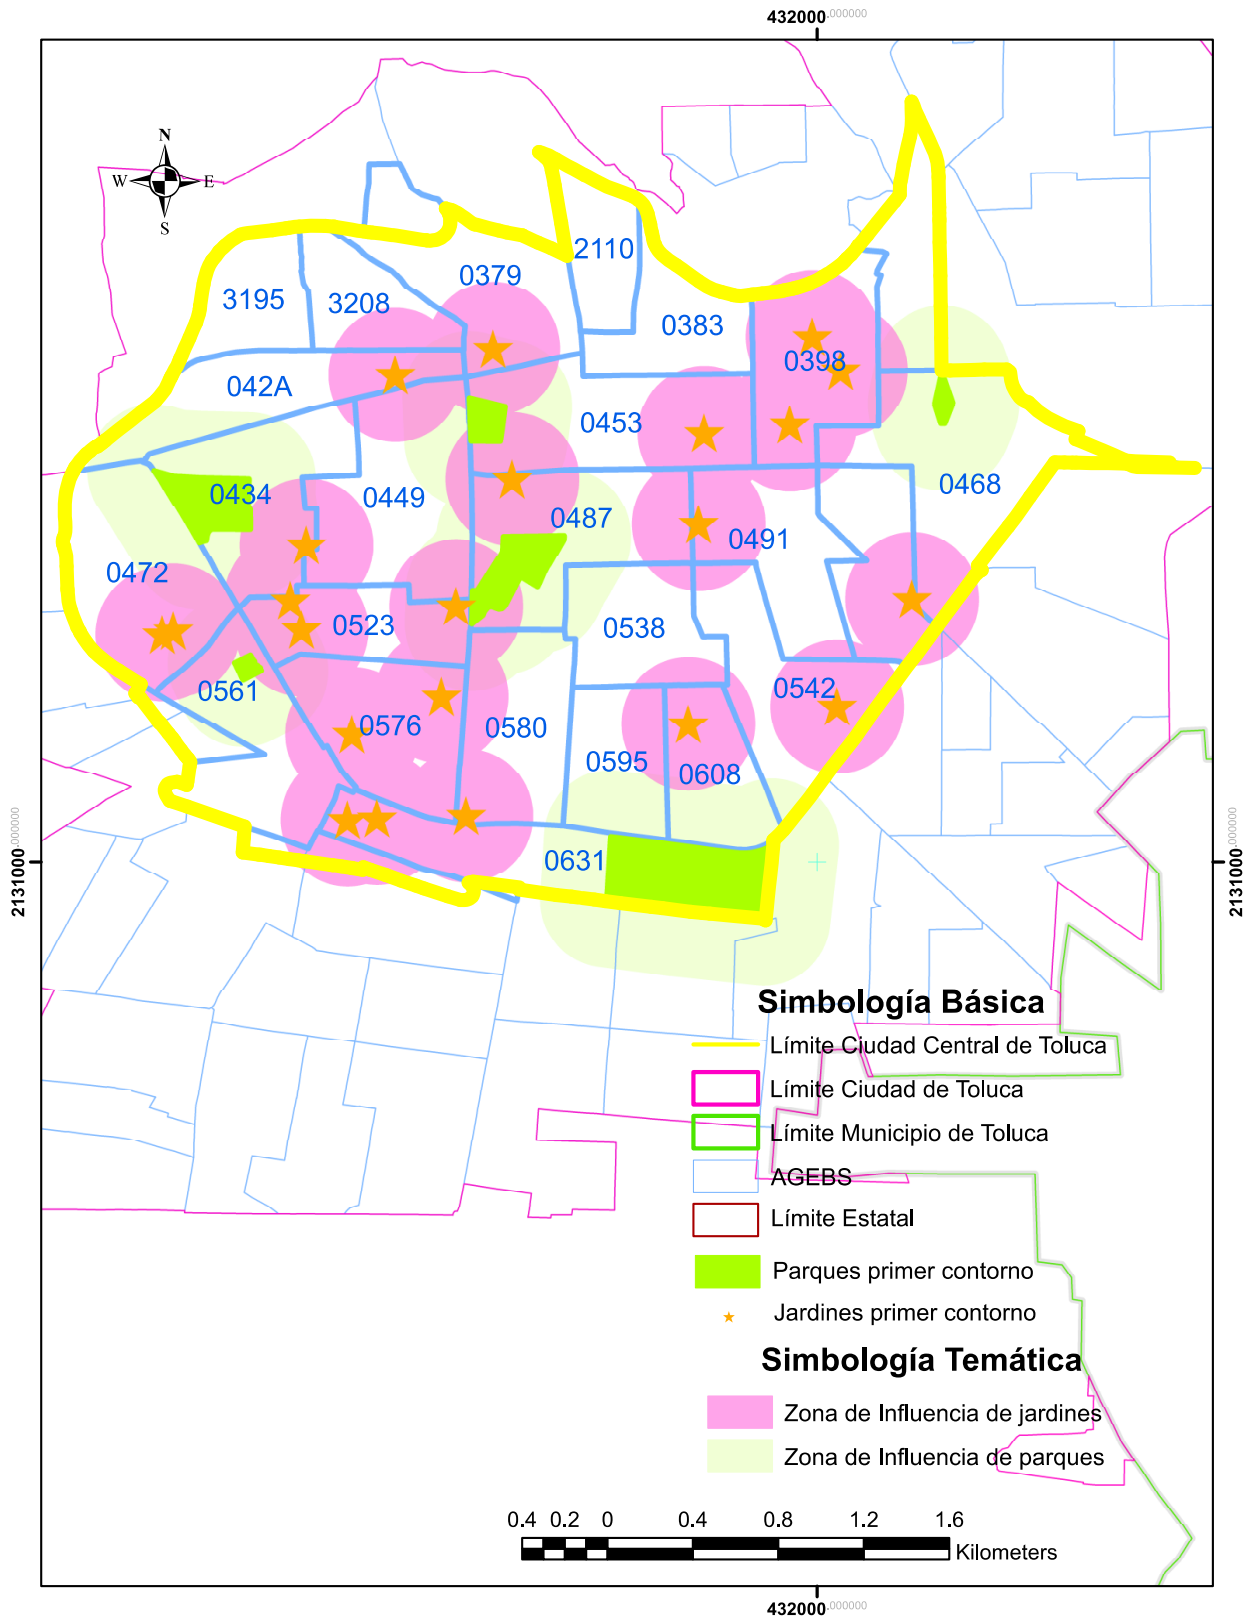 432000.000000
N
W E
S
2110
0379
3195
3208
0383
0398
042A
0453
0468
0434
0449
0487
0491
0472
0523
0538
0561
0542
0576
0580
0595
0608
0631
2131000.000000
2131000.000000
Simbología Básica
Límite Ciudad Central de Toluca
Límite Ciudad de Toluca
Límite Municipio de Toluca
AGEBS
Límite Estatal
Parques primer contorno
Jardines primer contorno
Simbología Temática
Zona de Influencia de jardines
Zona de Influencia de parques
0.4 0.2 0 0.4 0.8 1.2 1.6
Kilometers
432000.000000